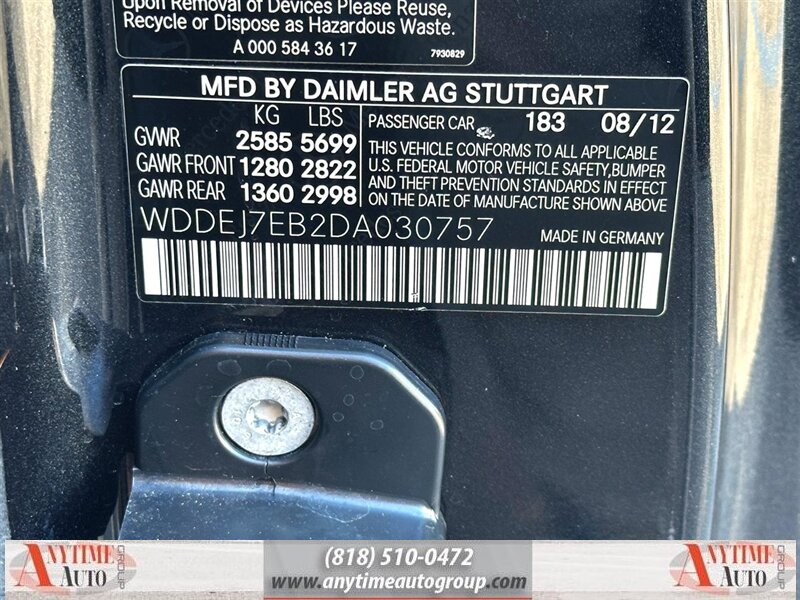 Upon Removal of Devices Please Reuse,
Recycle or Dispose as Hazardous Waste.
A 000 584 36 17 7930829
MFD BY DAIMLER AG STUTTGART
KG LBS
GVWR 2585 5699
GAWR FRONT 1280 2822
GAWR REAR 1360 2998
PASSENGER CAR 183 08/12
THIS VEHICLE CONFORMS TO ALL APPLICABLE
U.S. FEDERAL MOTOR VEHICLE SAFETY, BUMPER
AND THEFT PREVENTION STANDARDS IN EFFECT
ON THE DATE OF MANUFACTURE SHOWN ABOVE
WDDEJ7EB2DA030757 MADE IN GERMANY
ANYTIME AUTO GROUP
(818) 510-0472
www.anytimeautogroup.com
ANYTIME AUTO GROUP